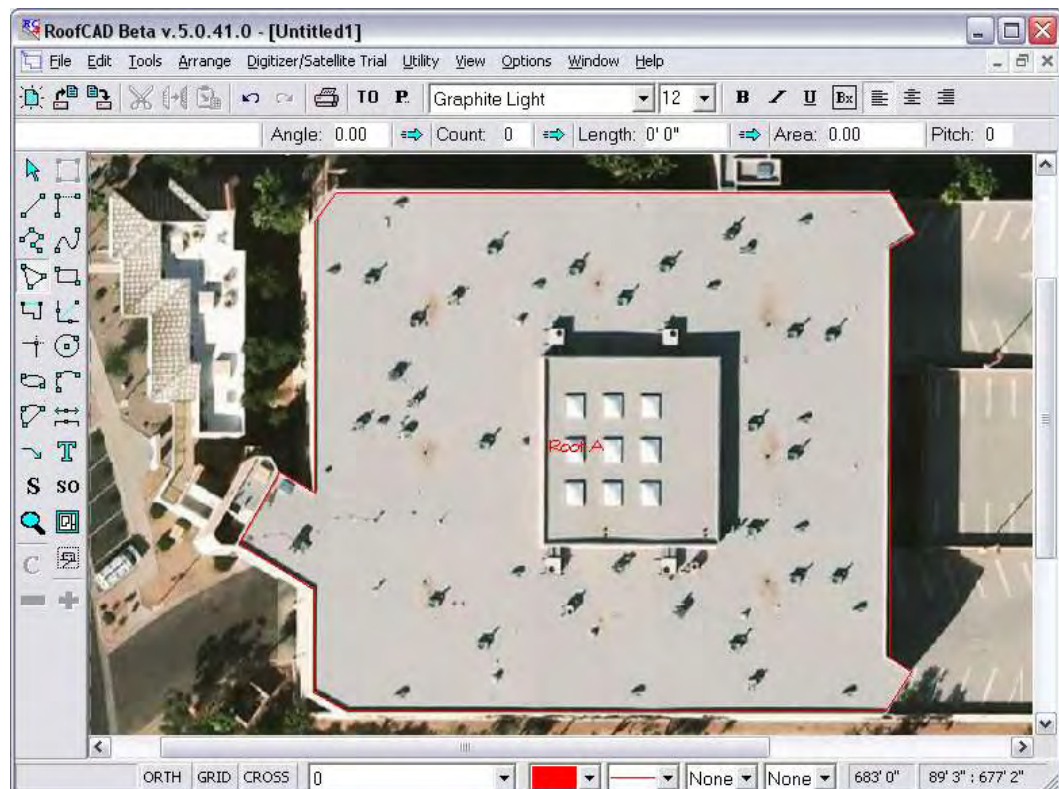 RoofCAD Beta v.5.0.41.0 - [Untitled1]
File Edit Tools Arrange Digitizer/Satellite Trial Utility View Options Window Help
TO P. Graphite Light 12 B I U Bx
Angle: 0.00 Count: 0 Length: 0' 0" Area: 0.00 Pitch: 0
Roof A
T
S SO
C
ORTH GRID CROSS 0 None None 683' 0" 89' 3" : 677' 2"